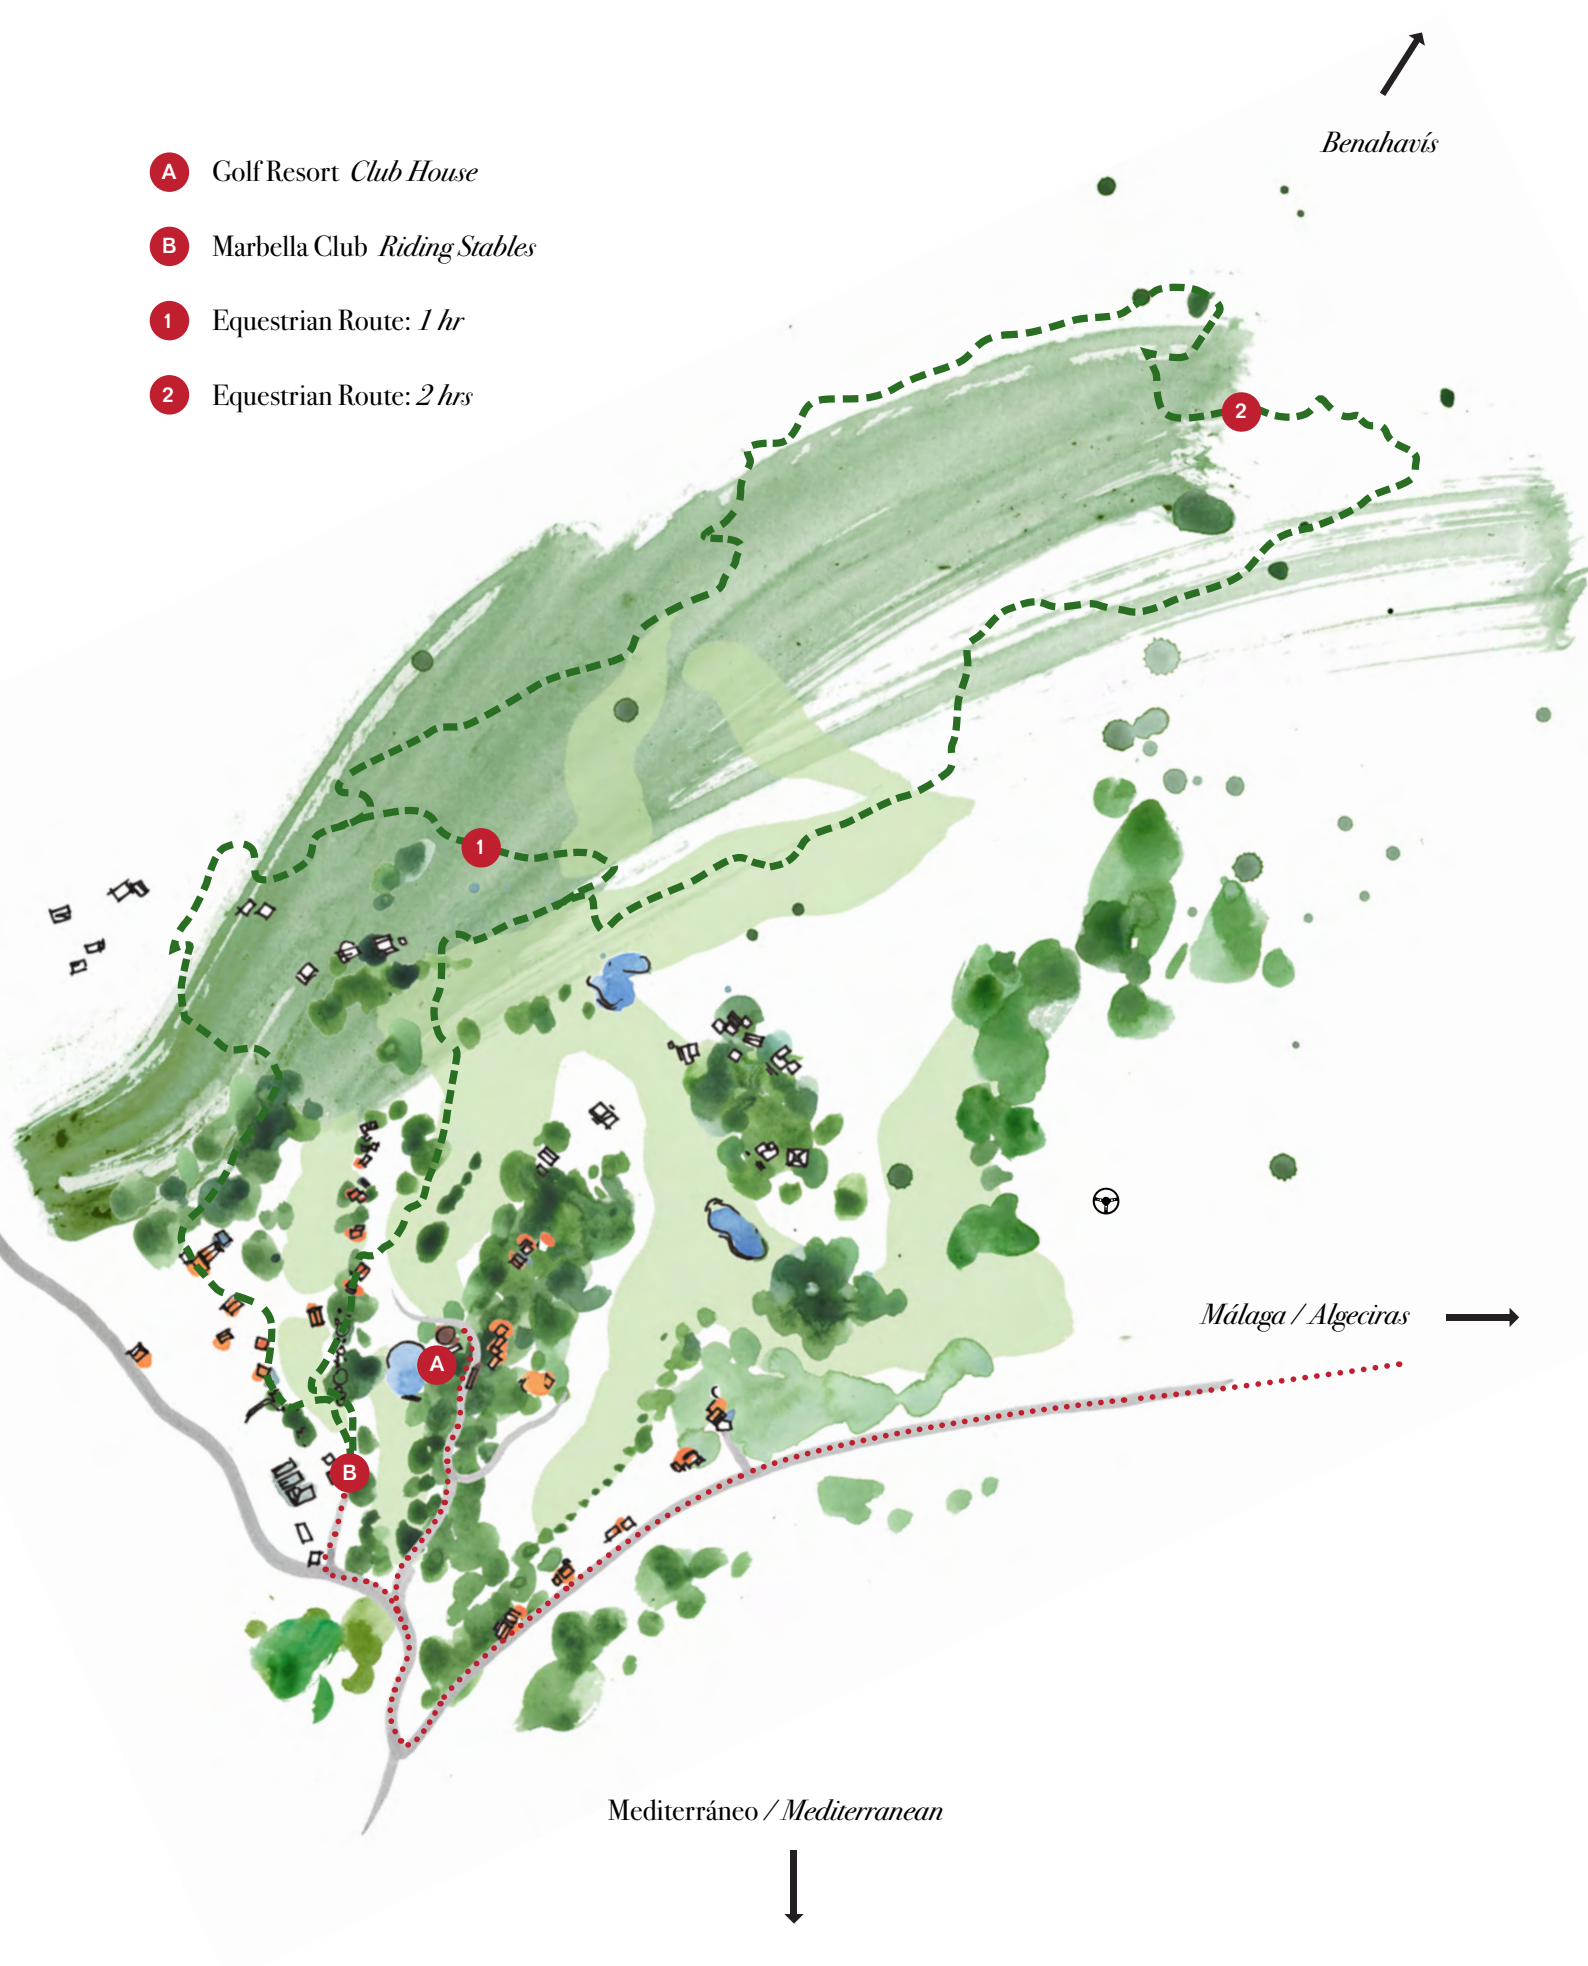 Benahavís
A Golf Resort Club House
B Marbella Club Riding Stables
1 Equestrian Route: 1 hr
2 Equestrian Route: 2 hrs
2
1
Málaga / Algeciras
A
B
Mediterráneo / Mediterranean